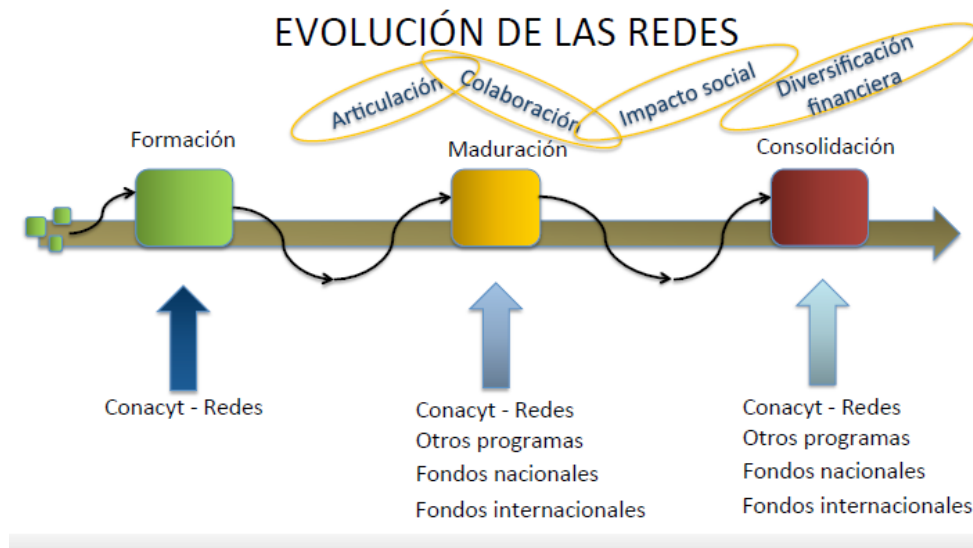 EVOLUCIÓN DE LAS REDES
Articulación
Colaboración
Impacto social
Diversificación
financiera
Formación
Maduración
Consolidación
Conacyt - Redes
Conacyt - Redes
Otros programas
Fondos nacionales
Fondos internacionales
Conacyt - Redes
Otros programas
Fondos nacionales
Fondos internacionales